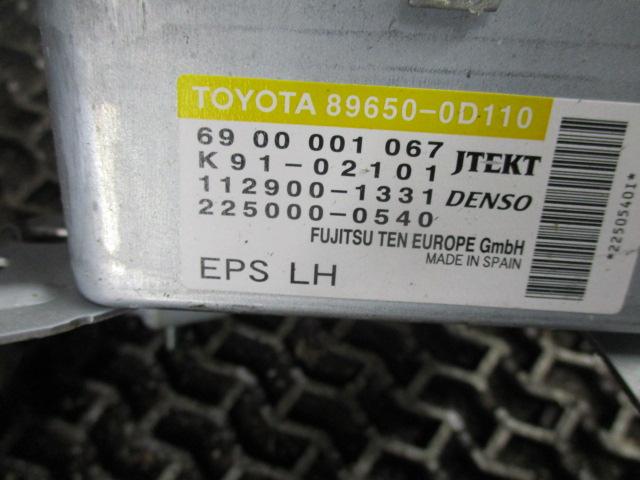 TOYOTA 89650-0D110
69 00 001 067
K91-02101 JTEKT
112900-1331 DENSO
225000-0540
FUJITSU TEN EUROPE GmbH
MADE IN SPAIN
EPS LH
*22505401*